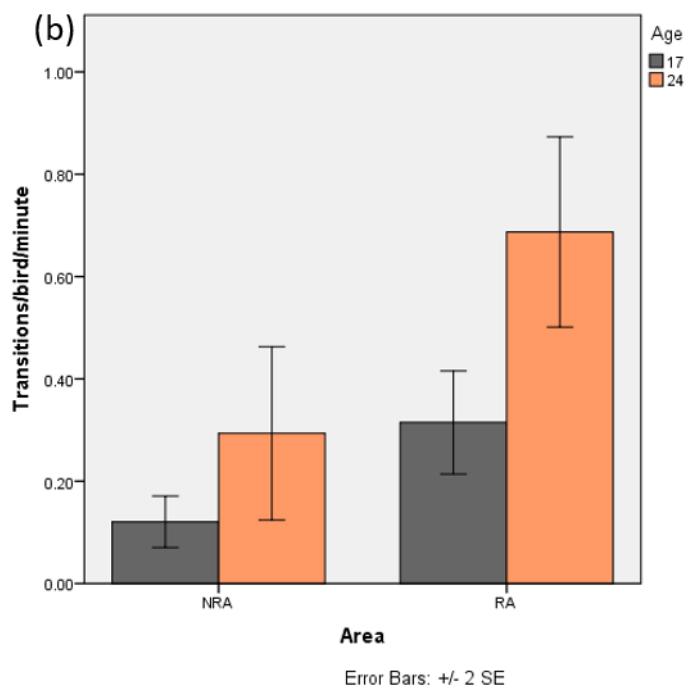 (b)
Age
17
24
1.00
0.80
0.60
0.40
0.20
0.00
Transitions/bird/minute
NRA
RA
Area
Error Bars: +/- 2 SE